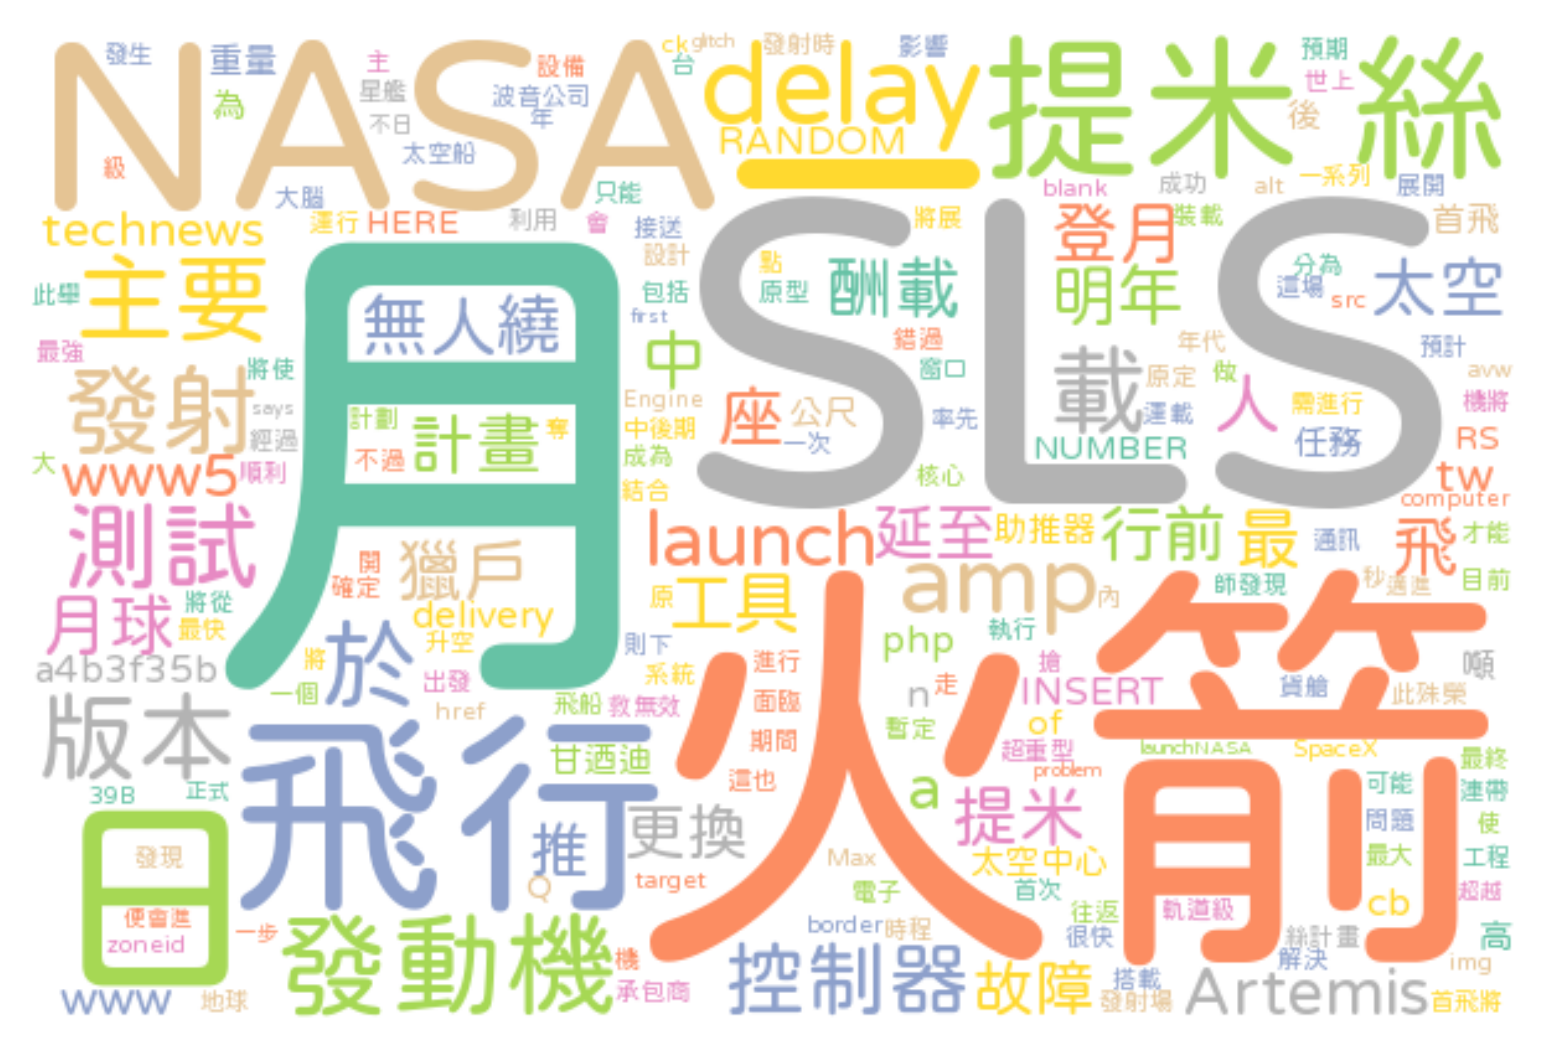 NASA
發生
重量
為
主
星艦
不日
太空船
設備
波音公司
年
級
大腦
ck
glitch
台
發射時
影響
delay
RANDOM
提米絲
預期
世上
後
technews
運行
HERE
利用
會
只能
接送
設計
將展
blank
成功
alt
一系列
展開
登月
裝載
首飛
主要
此舉
最強
月
無人繞
包括
first
中
SLS
點
原型
酬載
錯過
窗口
明年
分為
這場
src
太空
年代
預計
發射
將使
says
經過
計劃
計畫
奪
不過
Engine
中後期
成為
結合
座
公尺
一次
率先
核心
載
原定
運載
做
人
NUMBER
需進行
任務
avw
機將
RS
大
www5
順利
tw
computer
測試
launch
延至
助推器
行前
最
通訊
飛
才能
開
確定
獵戶
delivery
升空
原
工具
amp
內
師發現
秒
邁進
目前
月球
將從
最快
於
將
一個
出發
href
則下
系統
php
執行
火箭
進行
面臨
期間
這也
a4b3f35b
n
走
搶
INSERT
of
貨艙
此殊榮
噸
版本
飛船
救無效
暫定
超重型
problem
launchNASA
SpaceX
最終
39B
正式
飛行
甘迺迪
a
提米
可能
連帶
問題
使
日
發現
便會進
zoneid
推
Q
更換
target
Max
電子
太空中心
首次
最大
工程
cb
超越
一步
發動機
機
承包商
border
時程
往返
很快
軌道級
絲計畫
解決
高
www
地球
控制器
故障
搭載
發射場
Artemis
img
首飛將